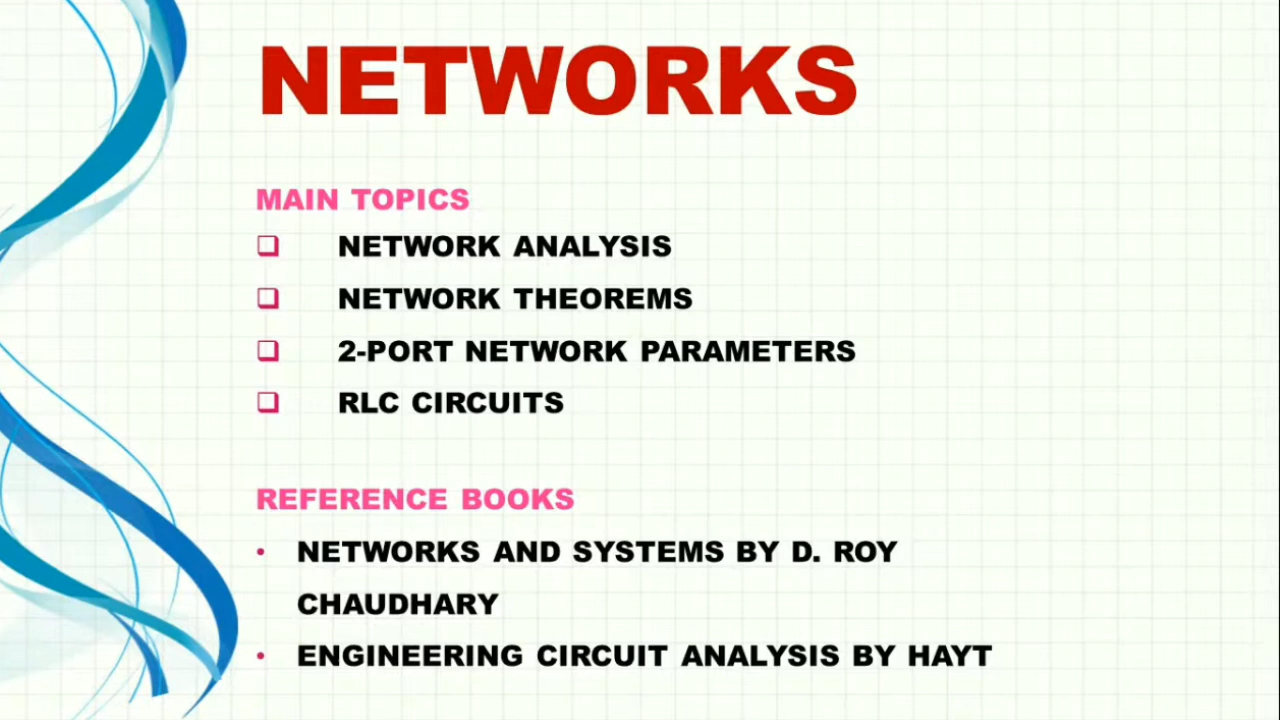 NETWORKS
MAIN TOPICS
❑ NETWORK ANALYSIS
❑ NETWORK THEOREMS
❑ 2-PORT NETWORK PARAMETERS
❑ RLC CIRCUITS
REFERENCE BOOKS
• NETWORKS AND SYSTEMS BY D. ROY
CHAUDHARY
• ENGINEERING CIRCUIT ANALYSIS BY HAYT